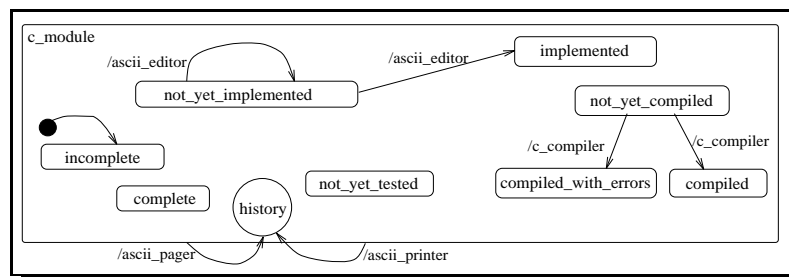 c_module
/ascii_editor
/ascii_editor
implemented
not_yet_implemented
not_yet_compiled
incomplete
/c_compiler
/c_compiler
complete
history
not_yet_tested
compiled_with_errors
compiled
/ascii_pager
/ascii_printer